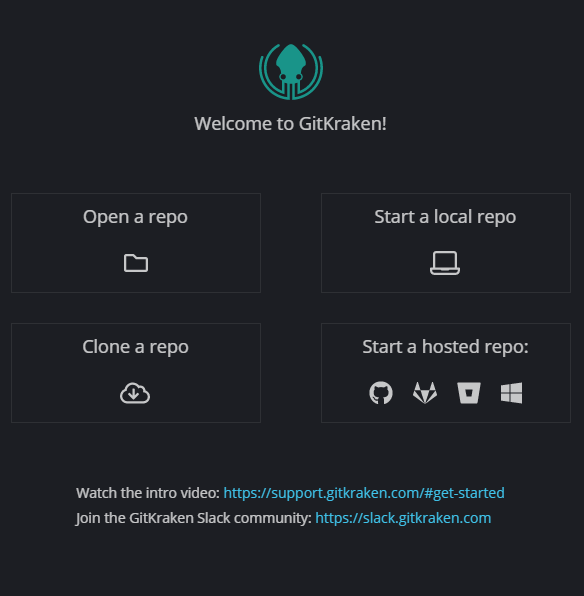 Welcome to GitKraken!
Open a repo
Start a local repo
Clone a repo
Start a hosted repo:
Watch the intro video: https://support.gitkraken.com/#get-started
Join the GitKraken Slack community: https://slack.gitkraken.com